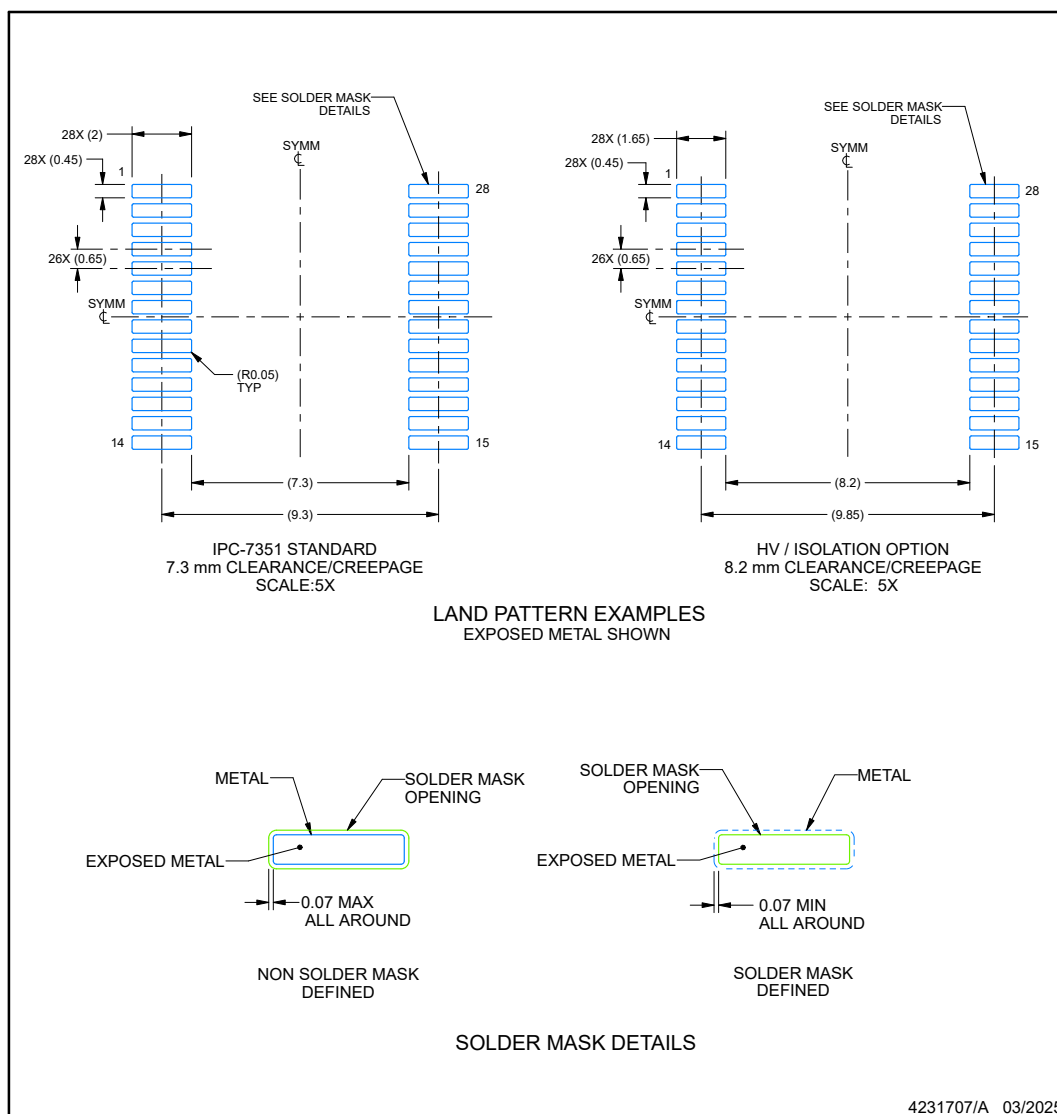 SEE SOLDER MASK
DETAILS
28X (2)
28X (0.45)
1
SYMM
℄
28
26X (0.65)
SYMM
℄
(R0.05)
TYP
14
15
(7.3)
(9.3)
IPC-7351 STANDARD
7.3 mm CLEARANCE/CREEPAGE
SCALE:5X
SEE SOLDER MASK
DETAILS
28X (1.65)
28X (0.45)
1
SYMM
℄
28
26X (0.65)
SYMM
℄
14
15
(8.2)
(9.85)
HV / ISOLATION OPTION
8.2 mm CLEARANCE/CREEPAGE
SCALE: 5X
LAND PATTERN EXAMPLES
EXPOSED METAL SHOWN
METAL
SOLDER MASK
OPENING
EXPOSED METAL
0.07 MAX
ALL AROUND
NON SOLDER MASK
DEFINED
SOLDER MASK
OPENING
METAL
EXPOSED METAL
0.07 MIN
ALL AROUND
SOLDER MASK
DEFINED
SOLDER MASK DETAILS
4231707/A 03/2025